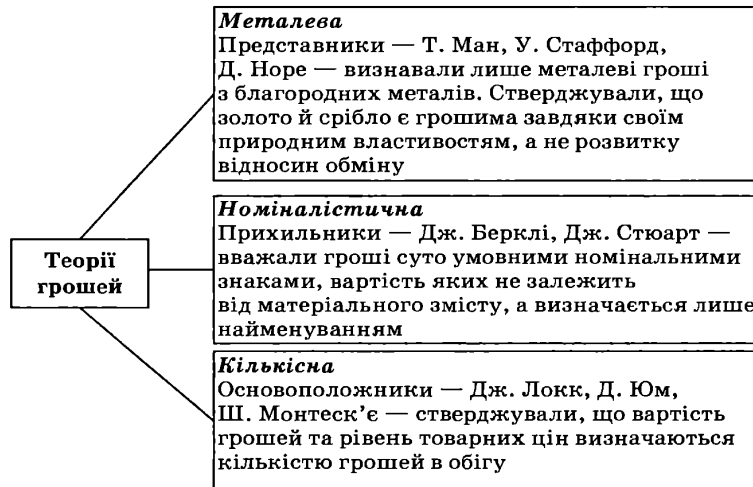 Металева
Представники — Т. Ман, У. Стаффорд,
Д. Норе — визнавали лише металеві гроші
з благородних металів. Стверджували, що
золото й срібло є грошима завдяки своїм
природним властивостям, а не розвитку
відносин обміну
Теорії
грошей
Номіналістична
Прихильники — Дж. Берклі, Дж. Стюарт —
вважали гроші суто умовними номінальними
знаками, вартість яких не залежить
від матеріального змісту, а визначається лише
найменуванням
Кількісна
Основоположники — Дж. Локк, Д. Юм,
Ш. Монтеск’є — стверджували, що вартість
грошей та рівень товарних цін визначаються
кількістю грошей в обігу